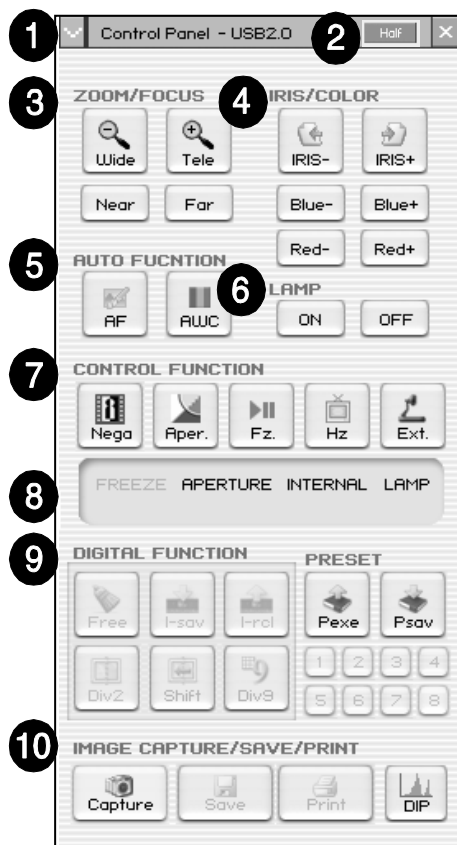 1 Control Panel - USB2.0 2 Half
3 ZOOM/FOCUS 4 IRIS/COLOR
Wide Tele IRIS- IRIS+
Near Far Blue- Blue+
Red- Red+
5 AUTO FUCNTION
6 LAMP
AF AWC ON OFF
7 CONTROL FUNCTION
Nega Aper. Fz. Hz Ext.
8 FREEZE APERTURE INTERNAL LAMP
9 DIGITAL FUNCTION PRESET
Free I-sav I-rcl Pexe Psav
1 2 3 4
Div2 Shift Div9
5 6 7 8
10 IMAGE CAPTURE/SAVE/PRINT
Capture Save Print DIP